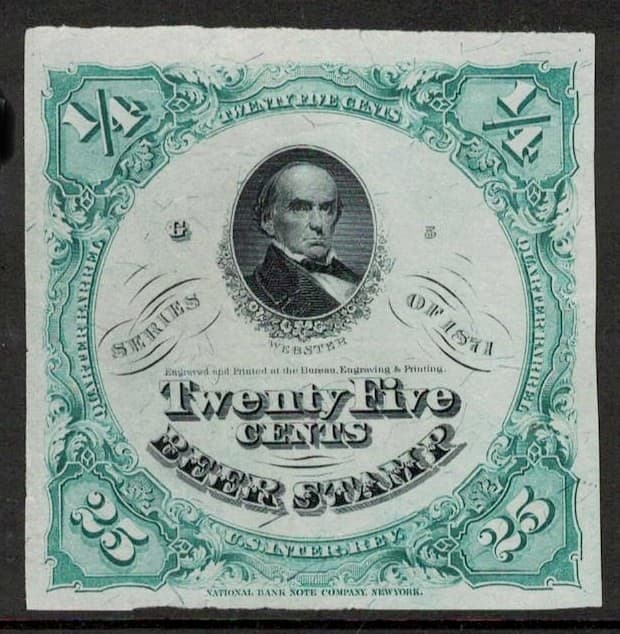 1/4
TWENTY FIVE CENTS
1/4
G
5
QUARTER BARREL
QUARTER BARREL
SERIES
OF 1871
WEBSTER
Engraved and Printed at the Bureau, Engraving & Printing.
Twenty Five
CENTS
BEER STAMP
25
25
U.S. INTER. REV.
NATIONAL BANK NOTE COMPANY, NEW YORK.